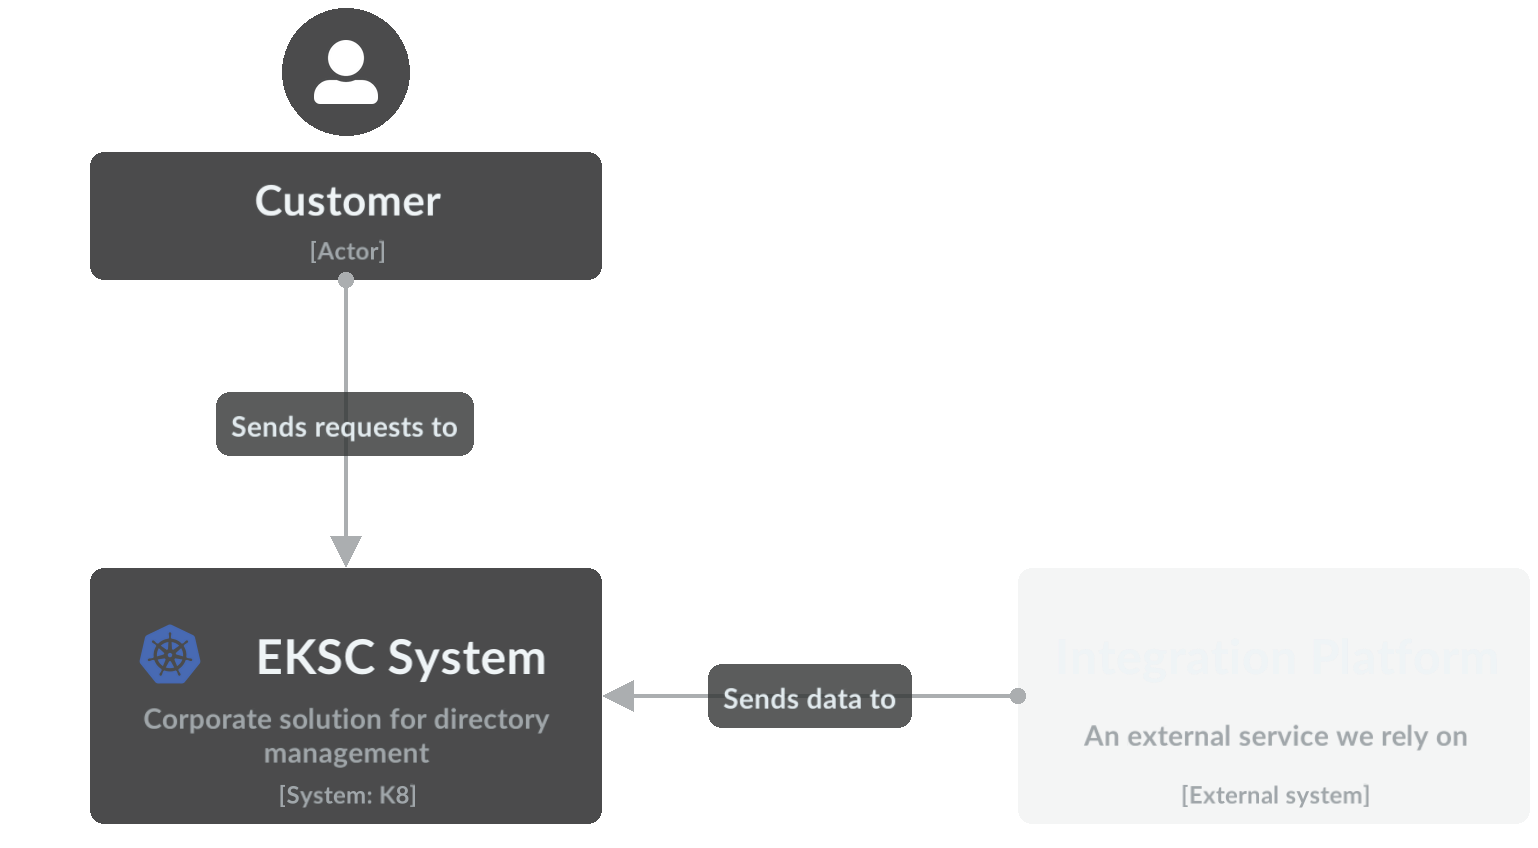 Customer
[Actor]
Sends requests to
EKSC System
Corporate solution for directory
management
[System: K8]
Sends data to
Integration Platform
An external service we rely on
[External system]